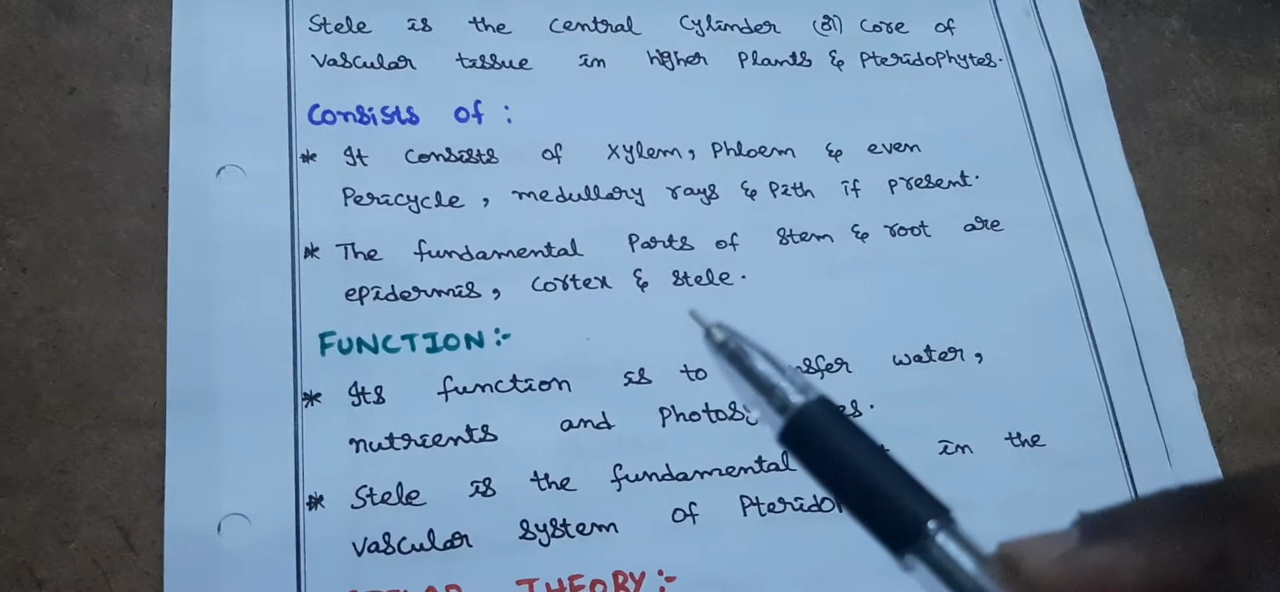 Stele is the central cylinder (or) core of
vascular tissue in higher plants & pteridophytes.
Consists of :
* It consists of xylem, phloem & even
Pericycle, medullary rays & Pith if present.
* The fundamental Parts of stem & root are
epidermis, cortex & stele.
FUNCTION:-
* Its function is to water,
nutrients and
* Stele is the fundamental in the
vascular system of
THEORY:-